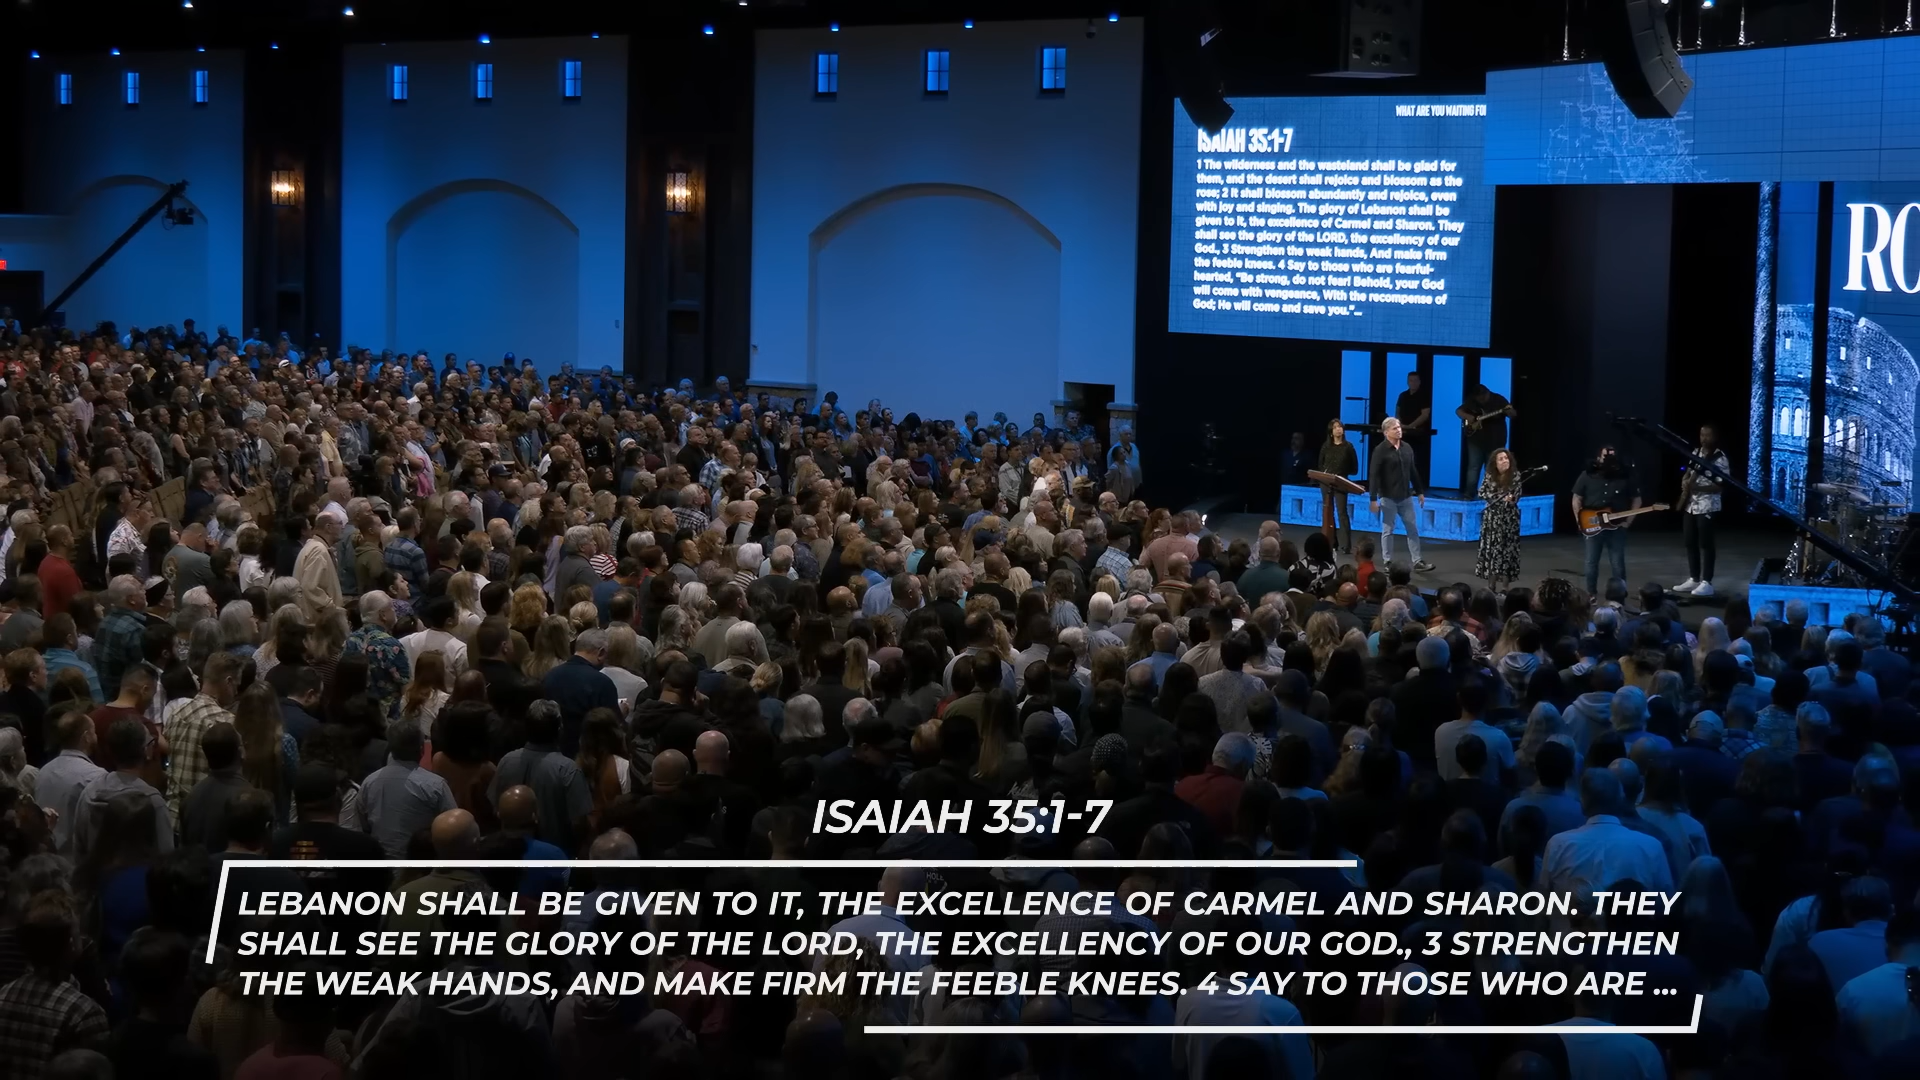 WHAT ARE YOU WAITING FO
ISAIAH 35:1-7
1 The wilderness and the wasteland shall be glad for
them, and the desert shall rejoice and blossom as the
rose; 2 It shall blossom abundantly and rejoice, even
with joy and singing. The glory of Lebanon shall be
given to it, the excellence of Carmel and Sharon. They
shall see the glory of the LORD, the excellency of our
God., 3 Strengthen the weak hands, And make firm
the feeble knees. 4 Say to those who are fearful-
hearted, "Be strong, do not fear! Behold, your God
will come with vengeance, With the recompense of
God; He will come and save you."...
RO
ISAIAH 35:1-7
LEBANON SHALL BE GIVEN TO IT, THE EXCELLENCE OF CARMEL AND SHARON. THEY
SHALL SEE THE GLORY OF THE LORD, THE EXCELLENCY OF OUR GOD., 3 STRENGTHEN
THE WEAK HANDS, AND MAKE FIRM THE FEEBLE KNEES. 4 SAY TO THOSE WHO ARE ...